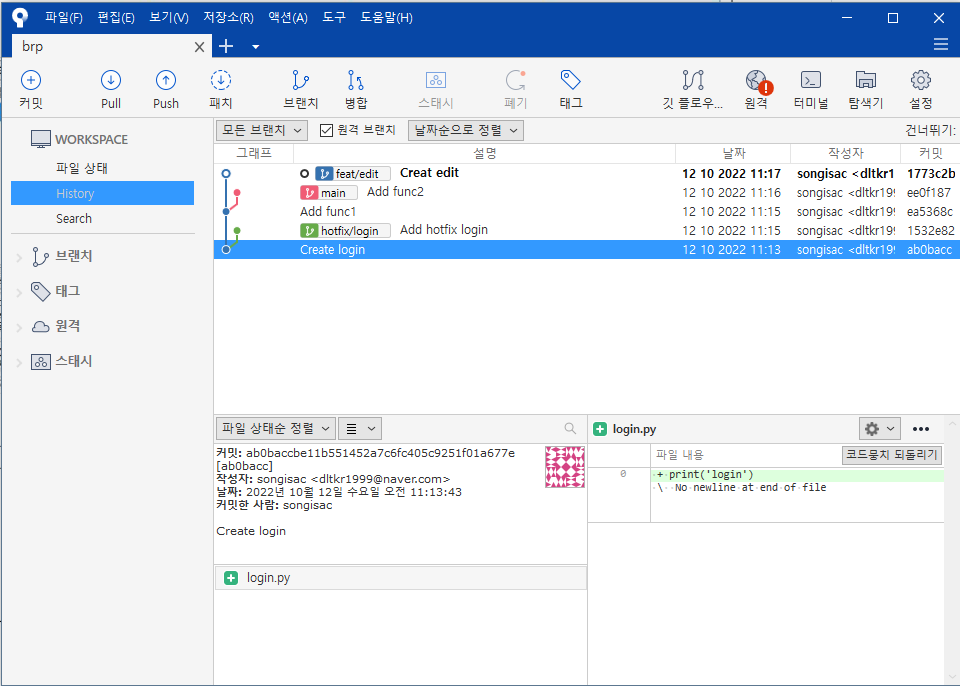 파일(F) 편집(E) 보기(V) 저장소(R) 액션(A) 도구 도움말(H)
brp
커밋 Pull Push 패치 브랜치 병합 스태시 폐기 태그 깃 플로우... 원격 터미널 탐색기 설정
WORKSPACE
파일 상태
History
Search
브랜치
태그
원격
스태시
모든 브랜치 원격 브랜치 날짜순으로 정렬 건너뛰기:
그래프 설명 날짜 작성자 커밋
feat/edit Creat edit 12 10 2022 11:17 songisac <dltkr1 1773c2b
main Add func2 12 10 2022 11:16 songisac <dltkr199 ee0f187
Add func1 12 10 2022 11:15 songisac <dltkr199 ea5368c
hotfix/login Add hotfix login 12 10 2022 11:15 songisac <dltkr199 1532e82
Create login 12 10 2022 11:13 songisac <dltkr199 ab0bacc
파일 상태순 정렬
커밋: ab0baccbe11b551452a7c6fc405c9251f01a677e
[ab0bacc]
작성자: songisac <dltkr1999@naver.com>
날짜: 2022년 10월 12일 수요일 오전 11:13:43
커밋한 사람: songisac
Create login
login.py
login.py
파일 내용 코드뭉치 되돌리기
0 + print('login')
\ No newline at end of file